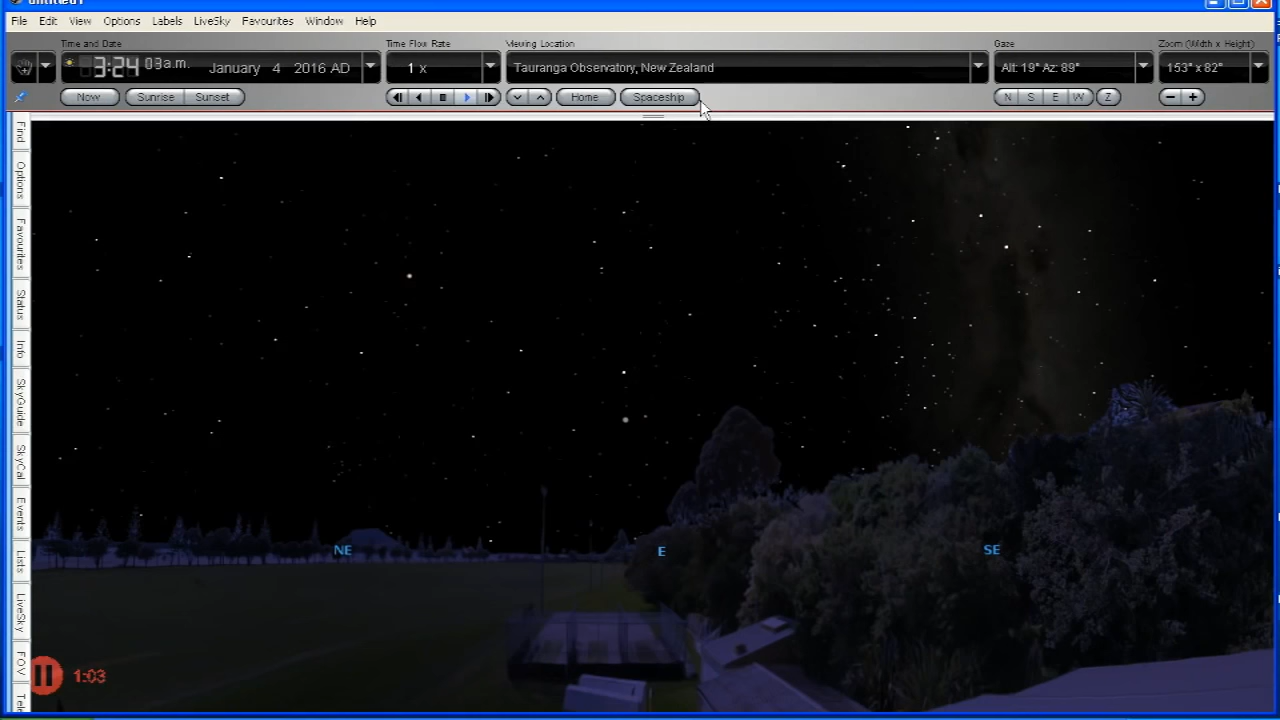 untitled1
File Edit View Options Labels LiveSky Favourites Window Help
Time and Date Time Flow Rate Viewing Location Gaze Zoom (Width x Height)
3:24 03a.m. January 4 2016 AD 1 x Tauranga Observatory, New Zealand Alt: 19° Az: 89° 153° x 82°
Now Sunrise Sunset Home Spaceship N S E W Z
Find
Options
Favourites
Status
Info
SkyGuide
SkyCal
Events
Lists
LiveSky
FOV
Tele
NE E SE
1:03